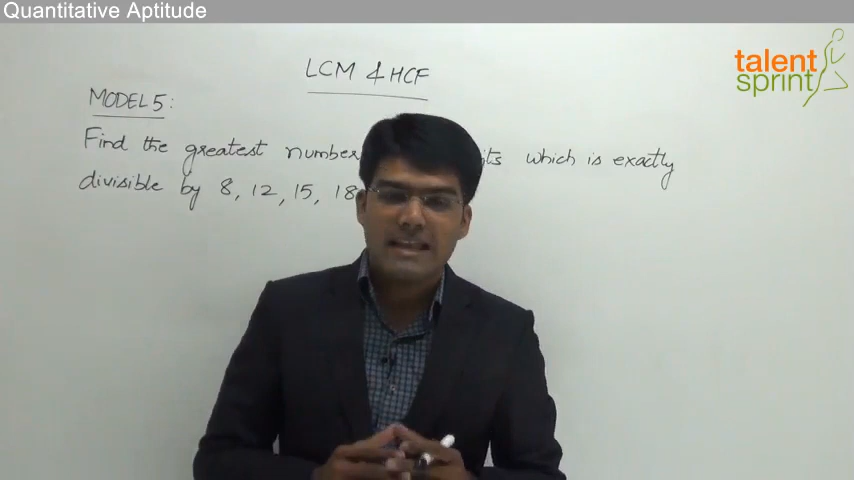 Quantitative Aptitude
talent
sprint
LCM & HCF
MODEL 5:
Find the greatest number its which is exactly
divisible by 8, 12, 15, 18